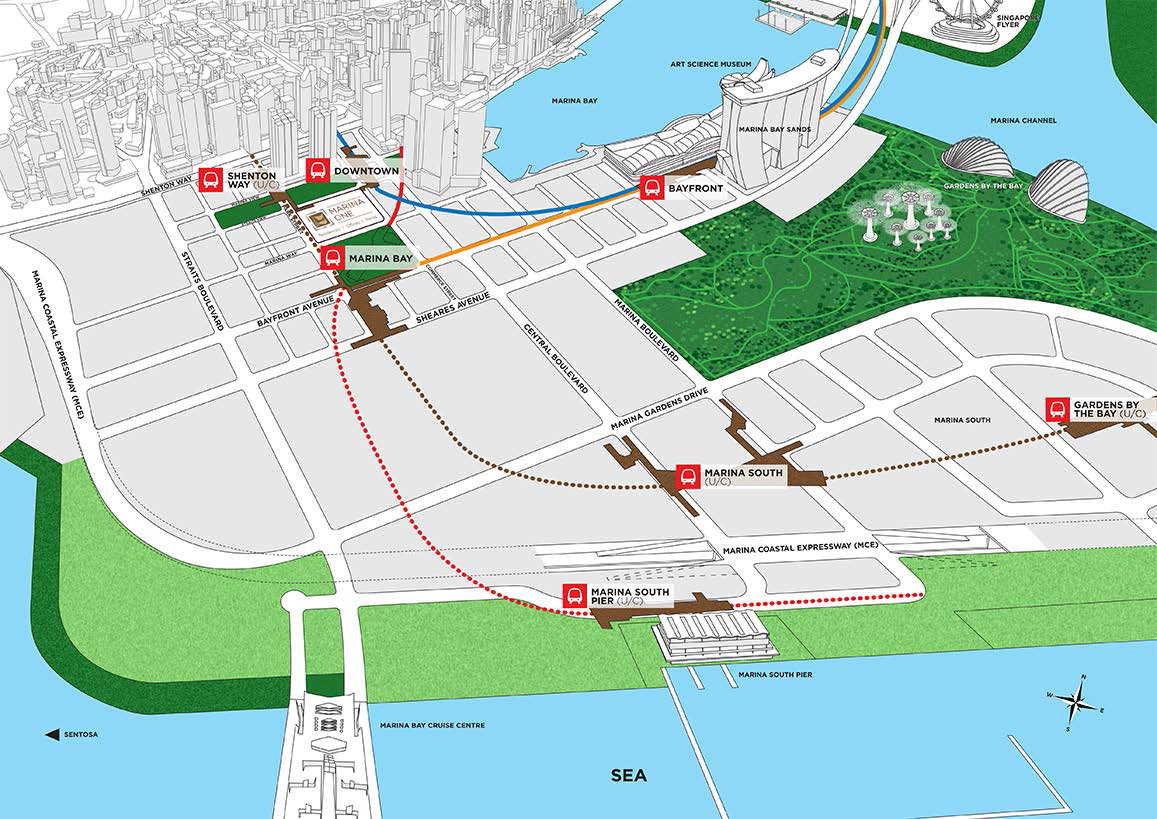 SINGAPORE
FLYER
ART SCIENCE MUSEUM
MARINA BAY
MARINA CHANNEL
MARINA BAY SANDS
DOWNTOWN
SHENTON
WAY (U/C)
SHENTON WAY
BAYFRONT
GARDENS BY THE BAY
MARINA
ONE
MARINA WAY
MARINA BAY
STRAITS BOULEVARD
MARINA COASTAL EXPRESSWAY (MCE)
BAYFRONT AVENUE
SHEARES AVENUE
CENTRAL BOULEVARD
MARINA BOULEVARD
MARINA GARDENS DRIVE
MARINA SOUTH
GARDENS BY
THE BAY (U/C)
MARINA SOUTH
(U/C)
MARINA COASTAL EXPRESSWAY (MCE)
MARINA SOUTH
PIER (U/C)
MARINA SOUTH PIER
MARINA BAY CRUISE CENTRE
SENTOSA
SEA
N
W
E
S